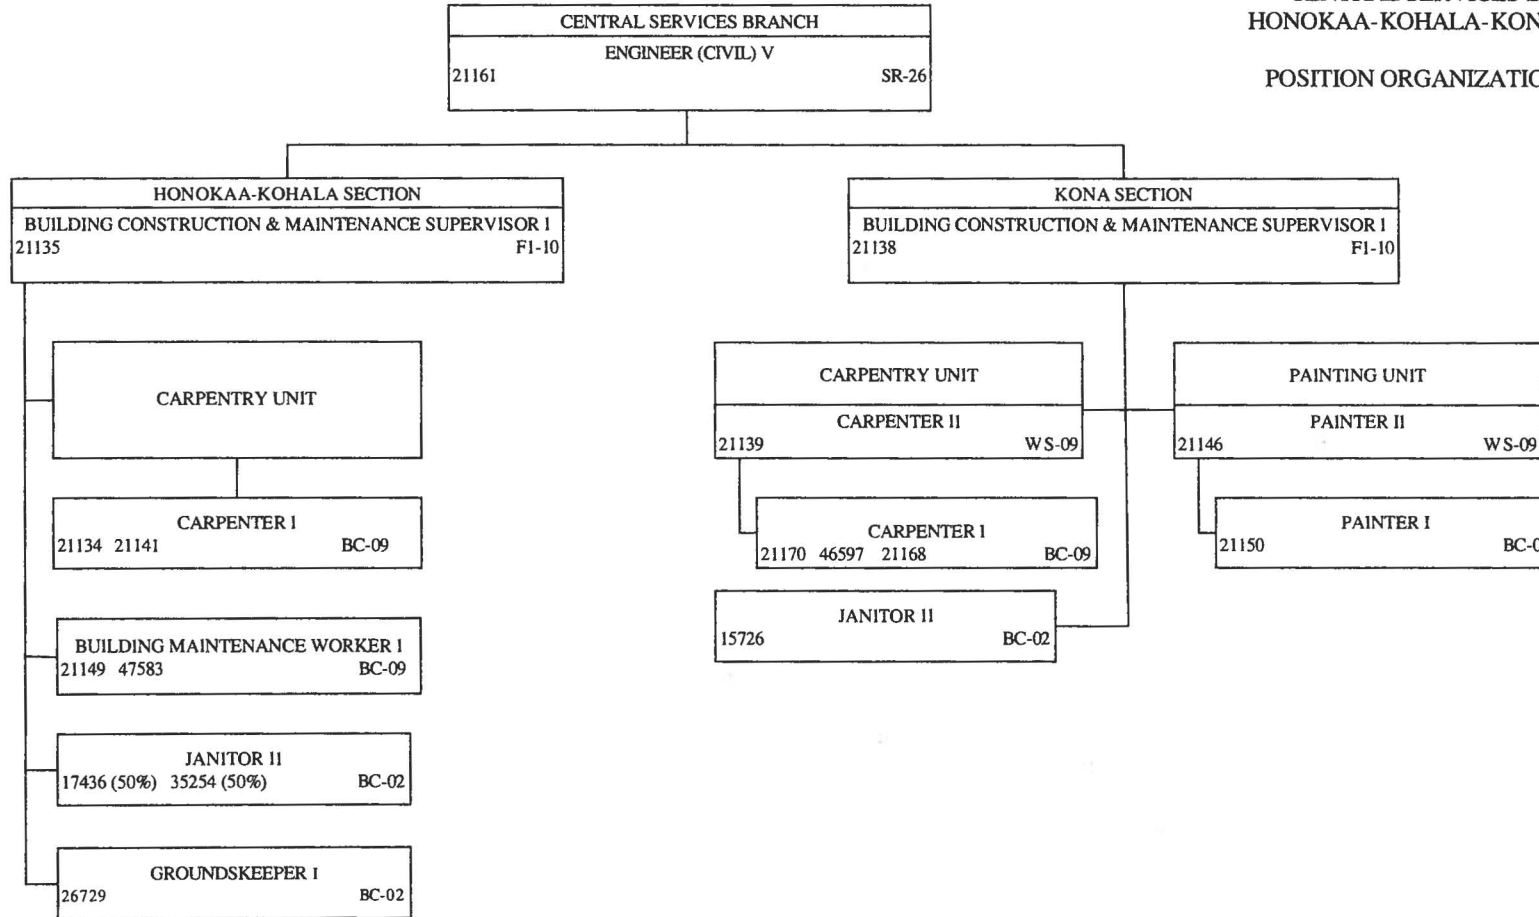 HONOKAA-KOHALA-KON
POSITION ORGANIZATIO
CENTRAL SERVICES BRANCH
ENGINEER (CIVIL) V
21161 SR-26
HONOKAA-KOHALA SECTION
BUILDING CONSTRUCTION & MAINTENANCE SUPERVISOR I
21135 F1-10
KONA SECTION
BUILDING CONSTRUCTION & MAINTENANCE SUPERVISOR I
21138 F1-10
CARPENTRY UNIT
CARPENTER I
21134 21141 BC-09
BUILDING MAINTENANCE WORKER I
21149 47583 BC-09
JANITOR II
17436 (50%) 35254 (50%) BC-02
GROUNDSKEEPER I
26729 BC-02
CARPENTRY UNIT
CARPENTER II
21139 WS-09
CARPENTER I
21170 46597 21168 BC-09
JANITOR II
15726 BC-02
PAINTING UNIT
PAINTER II
21146 WS-09
PAINTER I
21150 BC-0